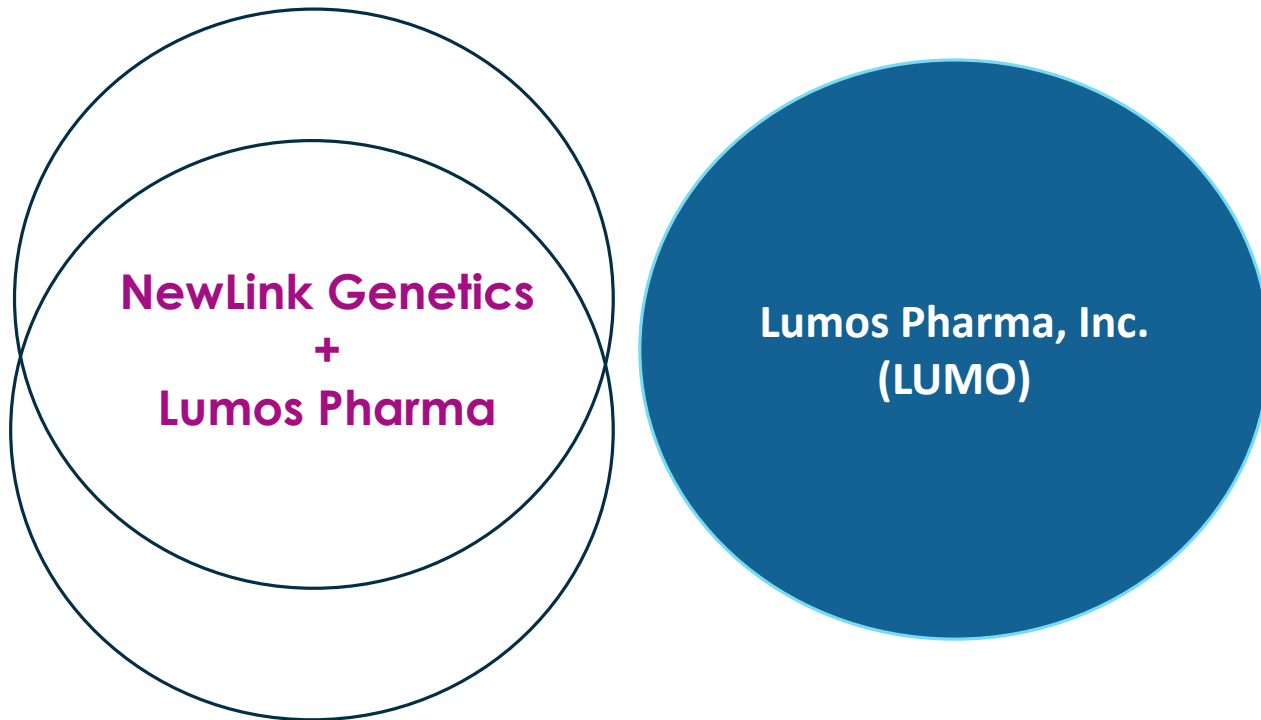 NewLink Genetics
+
Lumos Pharma
Lumos Pharma, Inc.
(LUMO)